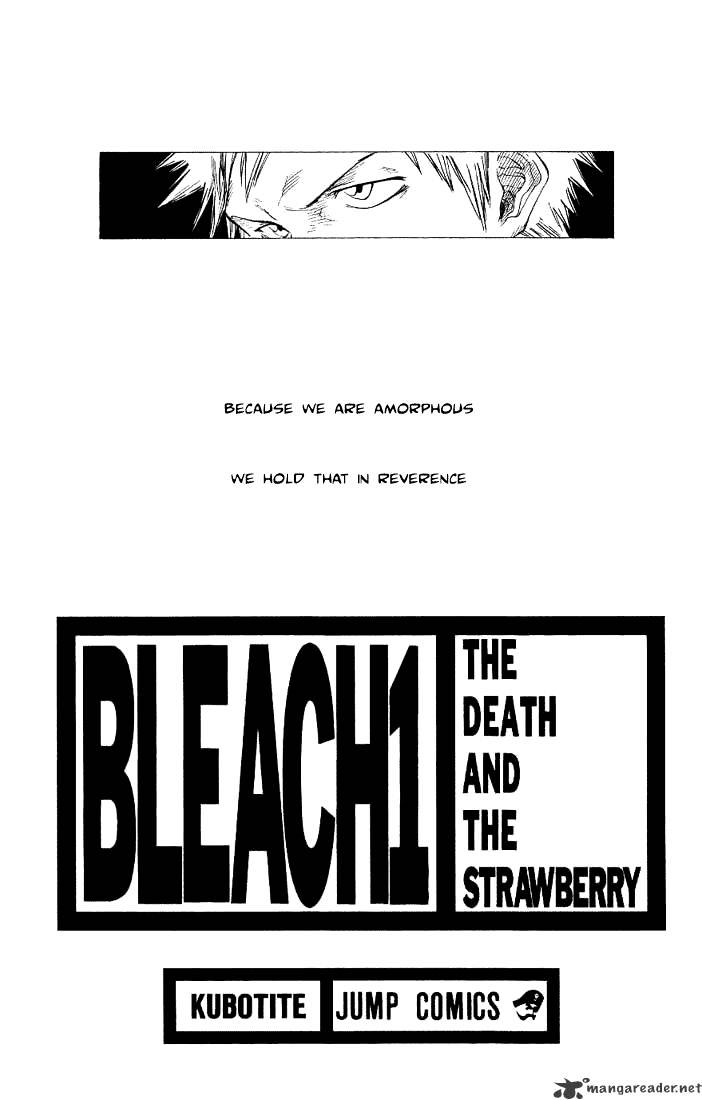 BECAUSE WE ARE AMORPHOUS
WE HOLD THAT IN REVERENCE
BLEACH1
THE
DEATH
AND
THE
STRAWBERRY
KUBOTITE
JUMP COMICS
mangareader.net